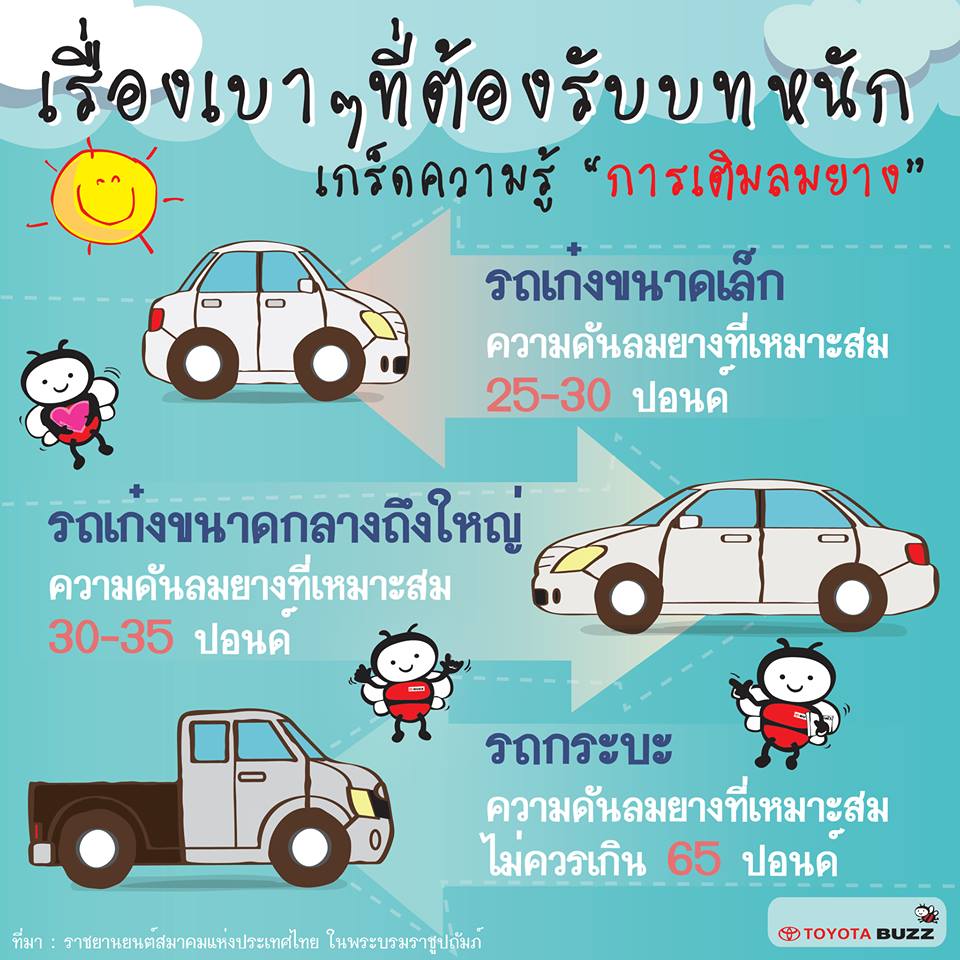 เรื่องเบาๆที่ต้องรับบทหนัก
เกร็ดความรู้ “การเติมลมยาง”
รถเก๋งขนาดเล็ก
ความดันลมยางที่เหมาะสม
25-30 ปอนด์
รถเก๋งขนาดกลางถึงใหญ่
ความดันลมยางที่เหมาะสม
30-35 ปอนด์
BUZZ
รถกระบะ
ความดันลมยางที่เหมาะสม
ไม่ควรเกิน 65 ปอนด์
ที่มา : ราชยานยนต์สมาคมแห่งประเทศไทย ในพระบรมราชูปถัมภ์
TOYOTA BUZZ